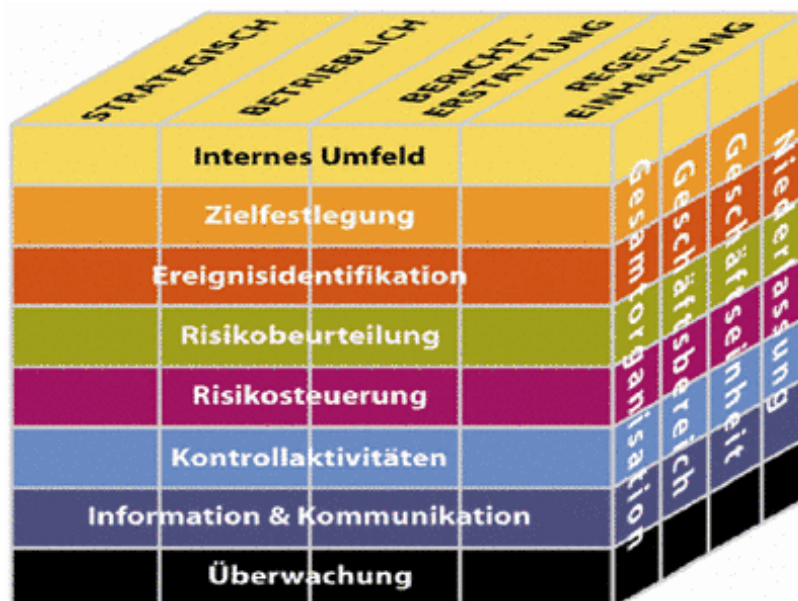 STRATEGISCH
BETRIEBLICH
BERICHT-
ERSTATTUNG
REGEL-
EINHALTUNG
Internes Umfeld
Zielfestlegung
Ereignisidentifikation
Risikobeurteilung
Risikosteuerung
Kontrollaktivitäten
Information & Kommunikation
Überwachung
Gesamtorganisation
Geschäftsbereich
Geschäftseinheit
Niederlassung